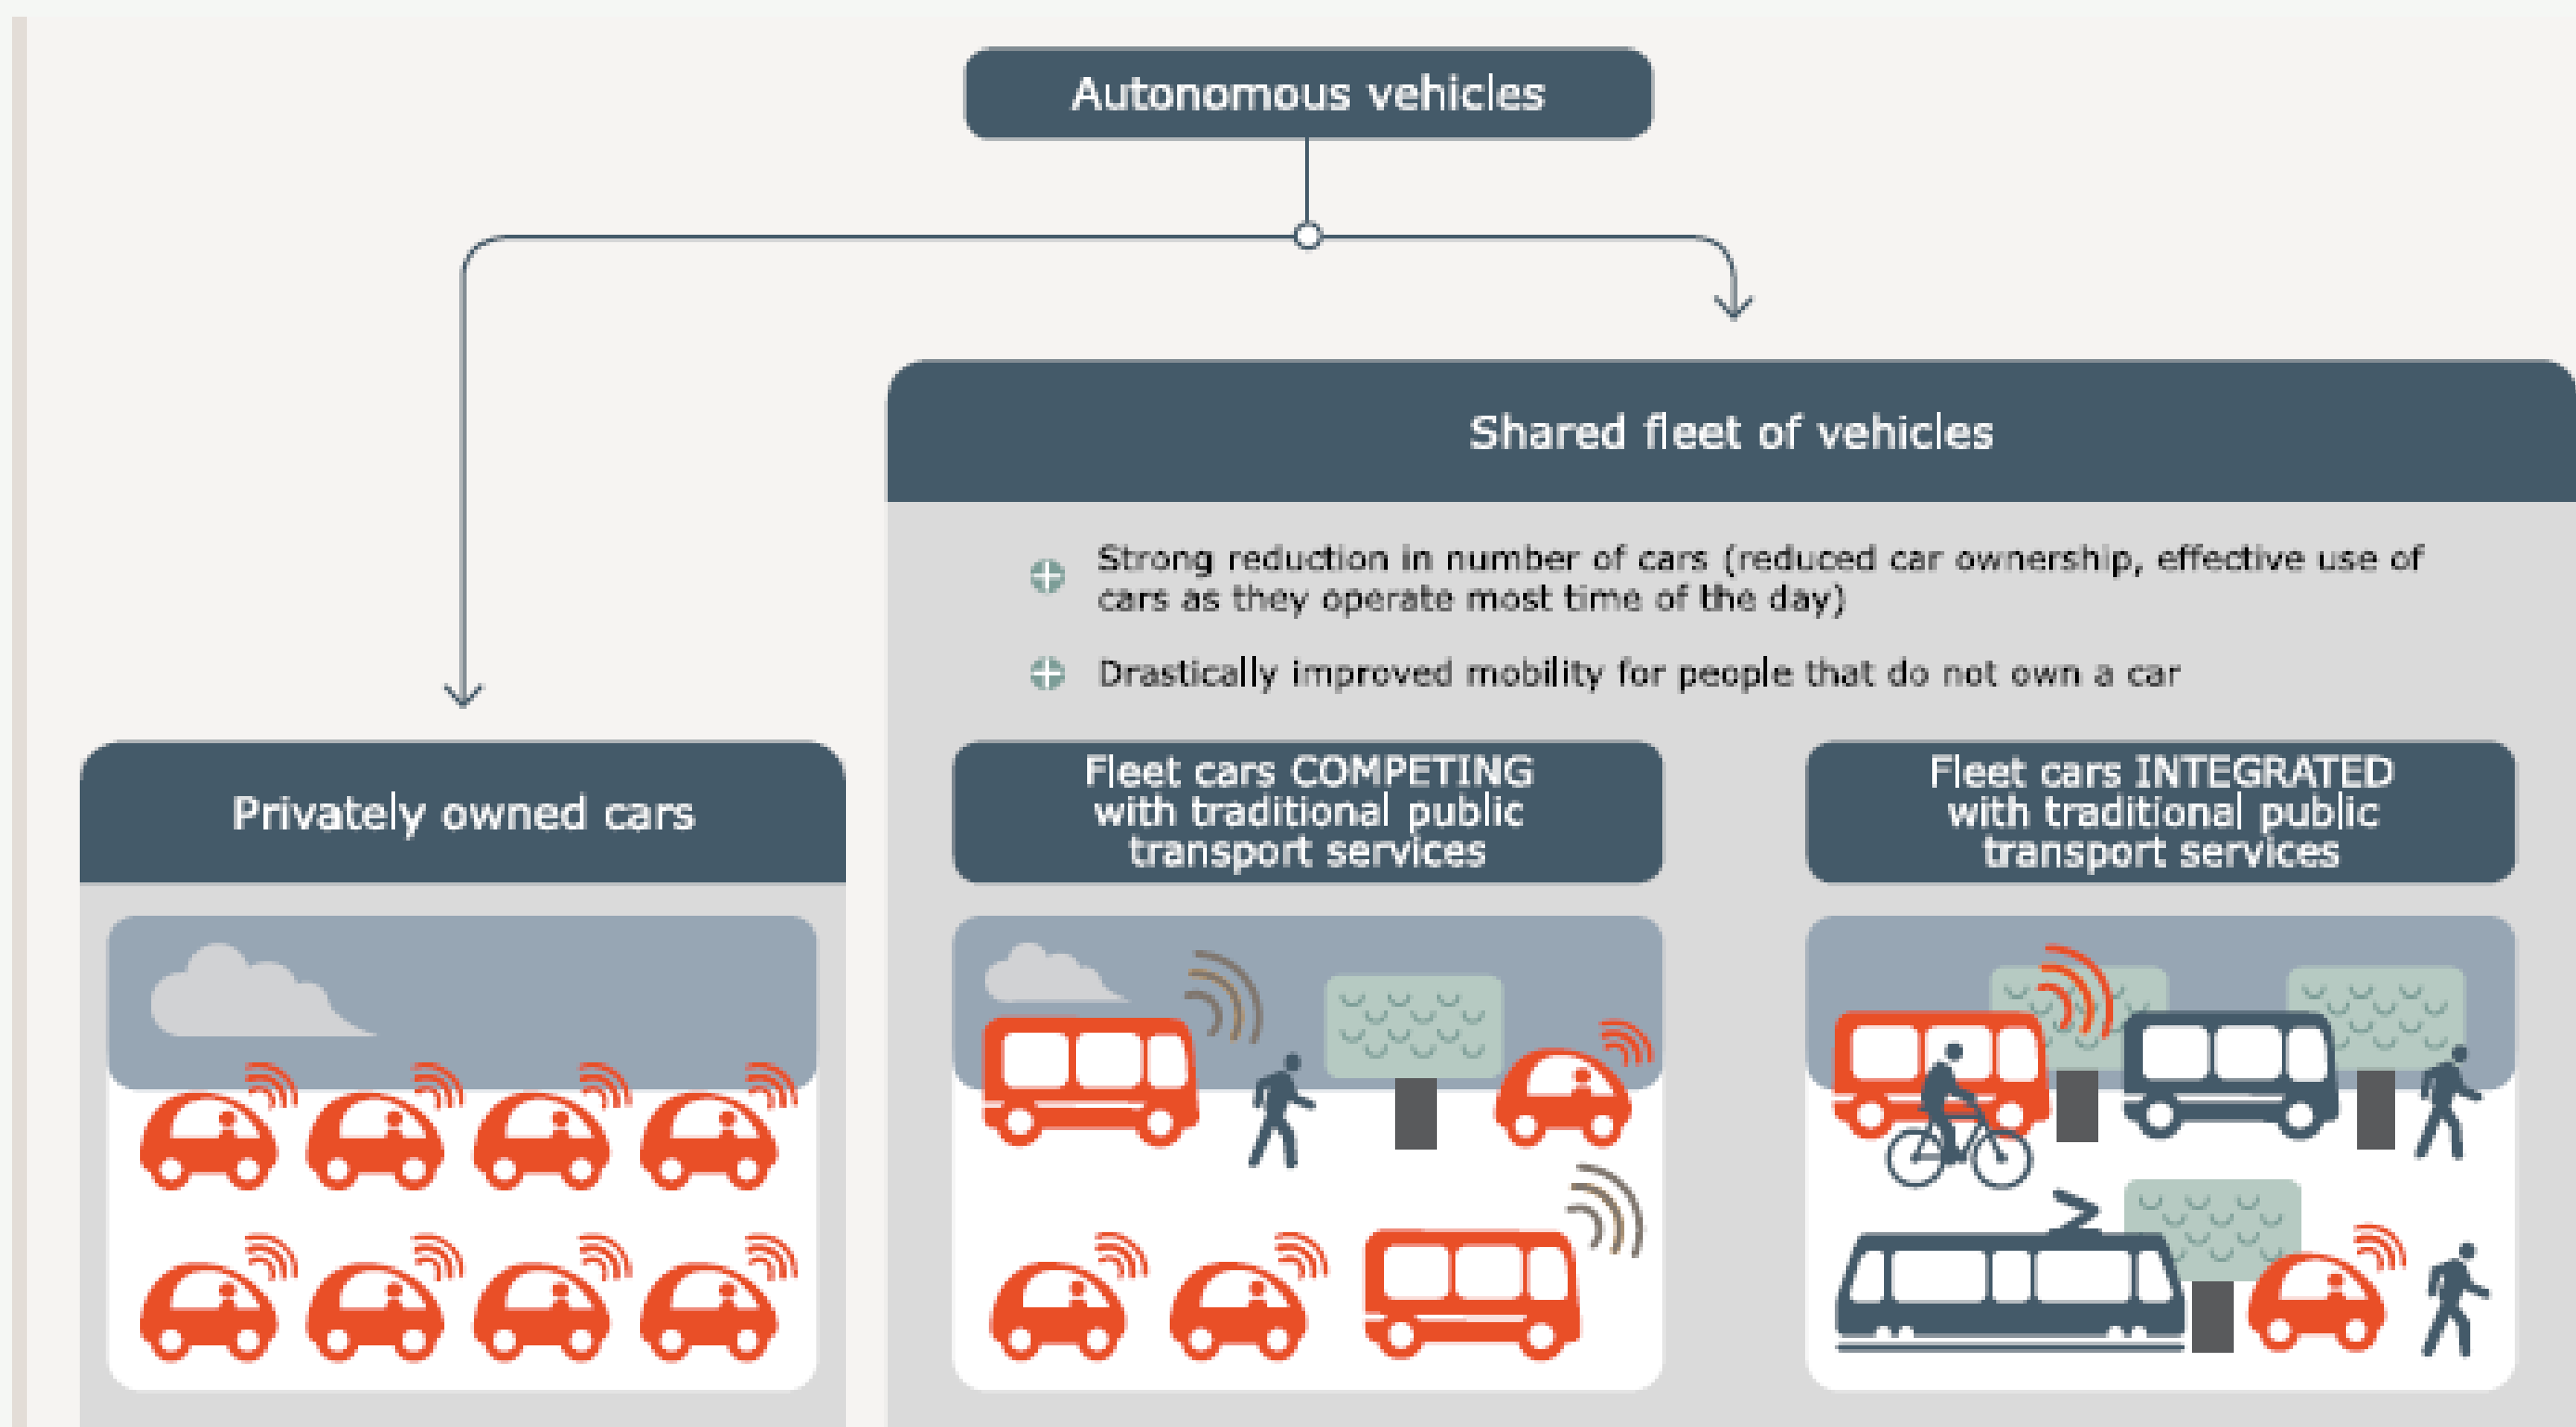 Autonomous vehicles
Shared fleet of vehicles
Strong reduction in number of cars (reduced car ownership, effective use of
cars as they operate most time of the day)
Drastically improved mobility for people that do not own a car
Privately owned cars
Fleet cars COMPETING
with traditional public
transport services
Fleet cars INTEGRATED
with traditional public
transport services